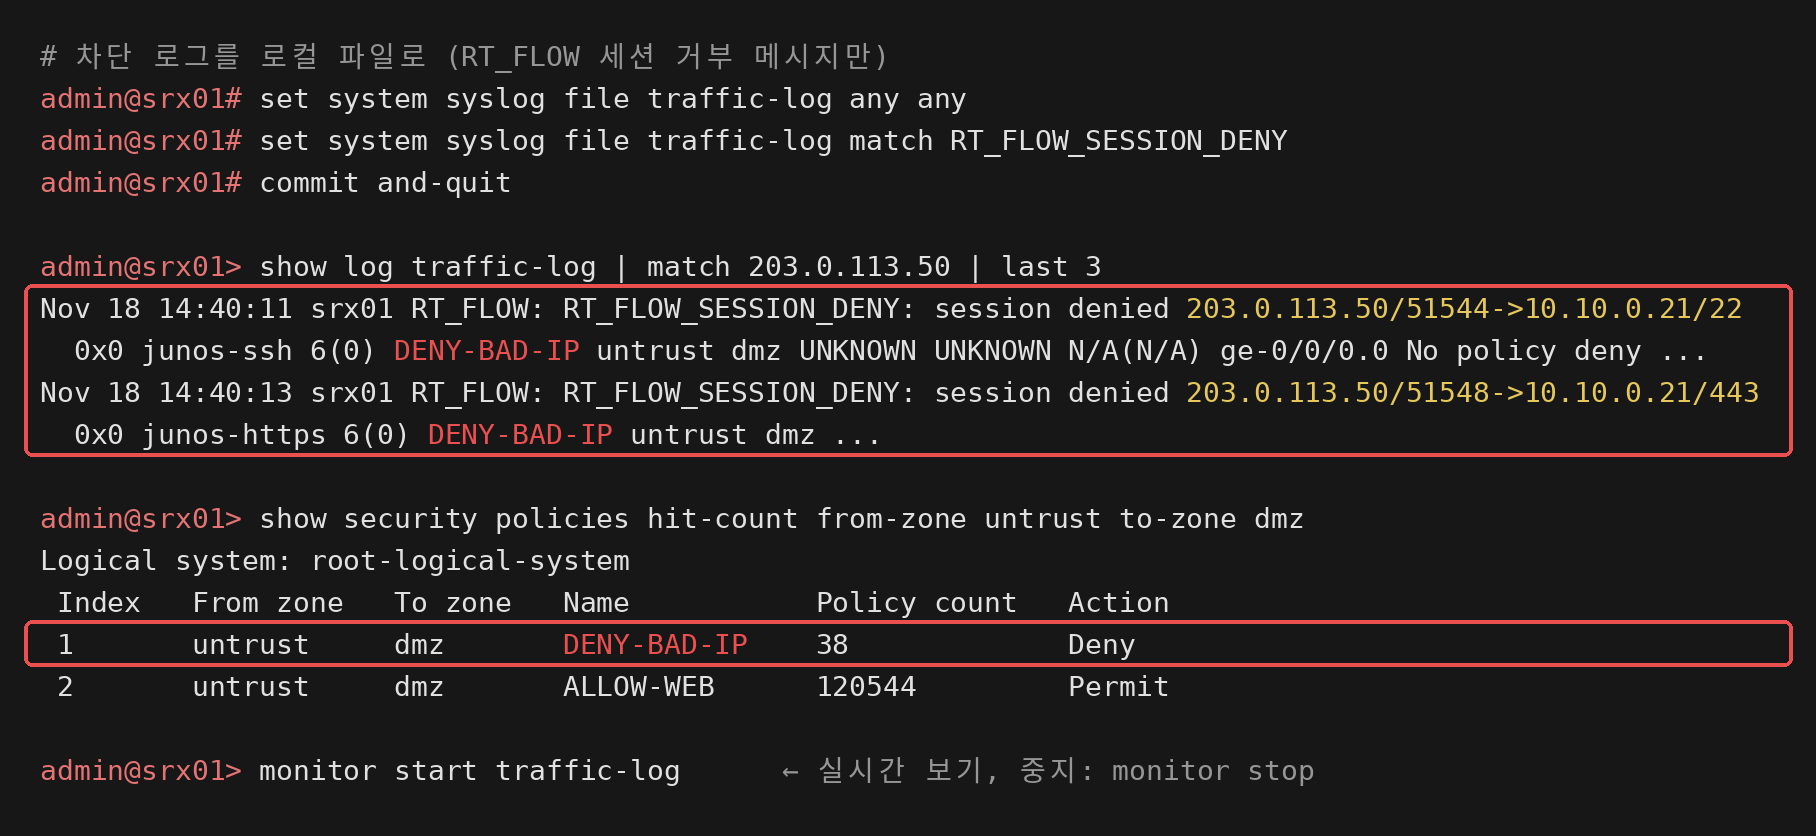 # 차단 로그를 로컬 파일로 (RT_FLOW 세션 거부 메시지만)
admin@srx01# set system syslog file traffic-log any any
admin@srx01# set system syslog file traffic-log match RT_FLOW_SESSION_DENY
admin@srx01# commit and-quit
admin@srx01> show log traffic-log | match 203.0.113.50 | last 3
Nov 18 14:40:11 srx01 RT_FLOW: RT_FLOW_SESSION_DENY: session denied 203.0.113.50/51544->10.10.0.21/22
  0x0 junos-ssh 6(0) DENY-BAD-IP untrust dmz UNKNOWN UNKNOWN N/A(N/A) ge-0/0/0.0 No policy deny ...
Nov 18 14:40:13 srx01 RT_FLOW: RT_FLOW_SESSION_DENY: session denied 203.0.113.50/51548->10.10.0.21/443
  0x0 junos-https 6(0) DENY-BAD-IP untrust dmz ...
admin@srx01> show security policies hit-count from-zone untrust to-zone dmz
Logical system: root-logical-system
 Index   From zone   To zone   Name           Policy count   Action
 1       untrust     dmz       DENY-BAD-IP    38             Deny
 2       untrust     dmz       ALLOW-WEB      120544         Permit
admin@srx01> monitor start traffic-log      ← 실시간 보기, 중지: monitor stop